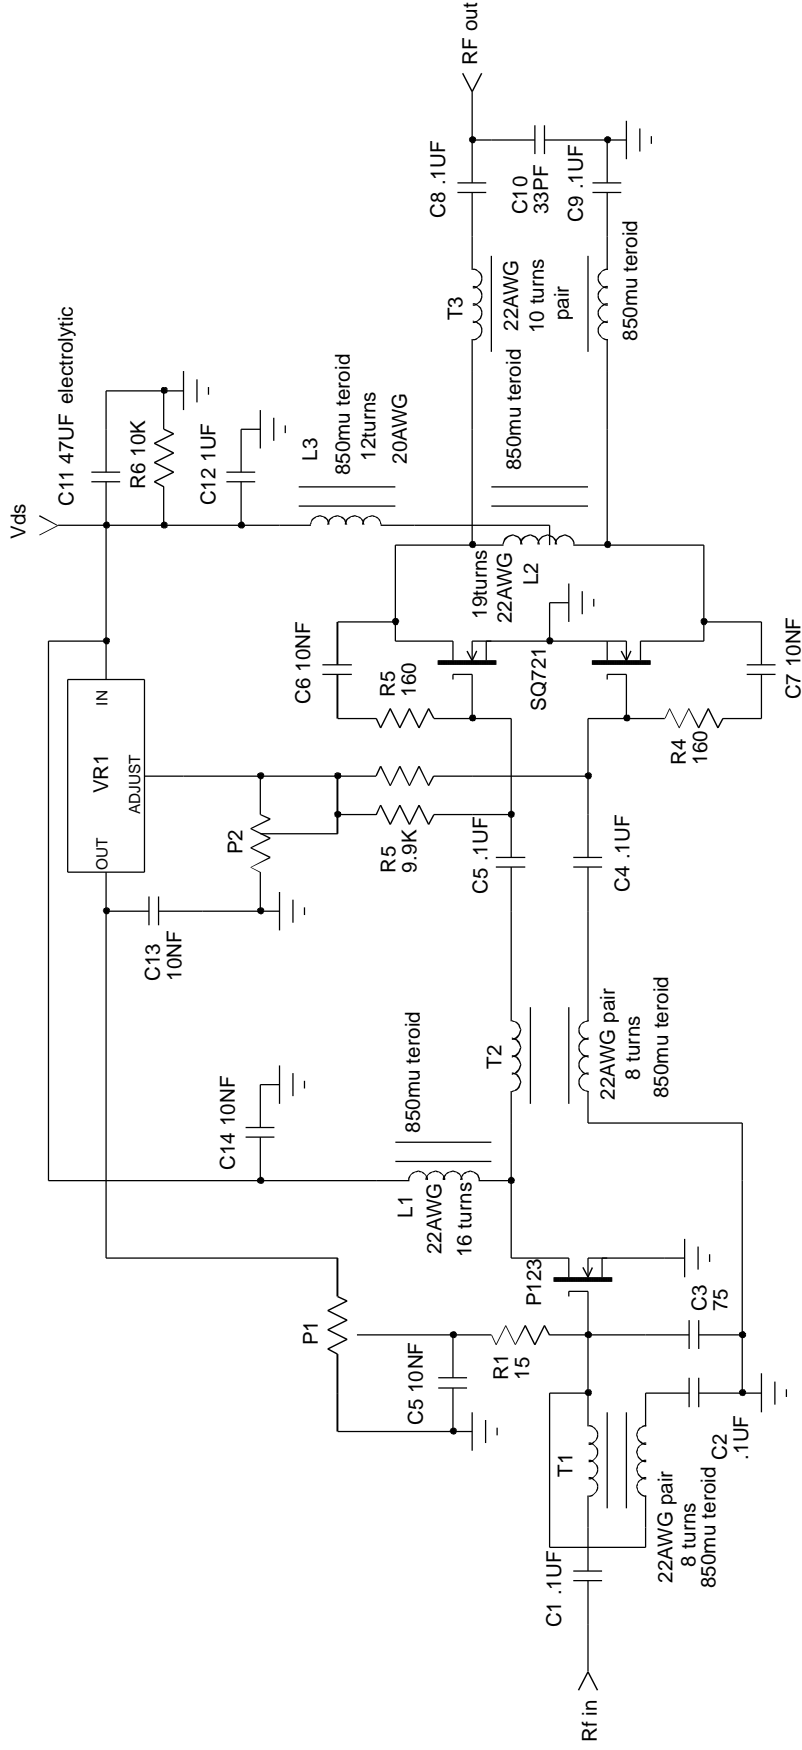 Vds
C11 47UF electrolytic
R6 10K
C12 1UF
L3
850mu teroid
12turns
20AWG
IN
VR1
ADJUST
OUT
C13
10NF
P2
C14 10NF
C6 10NF
R5
160
R5
9.9K
19turns
22AWG
L2
850mu teroid
T3
22AWG
10 turns
pair
850mu teroid
C8 .1UF
C10
33PF
C9 .1UF
RF out
SQ721
C7 10NF
R4
160
C5 .1UF
C4 .1UF
T2
22AWG pair
8 turns
850mu teroid
850mu teroid
L1
22AWG
16 turns
P1
C5 10NF
R1
15
P123
C3
75
T1
C2
.1UF
22AWG pair
8 turns
850mu teroid
C1 .1UF
Rf in